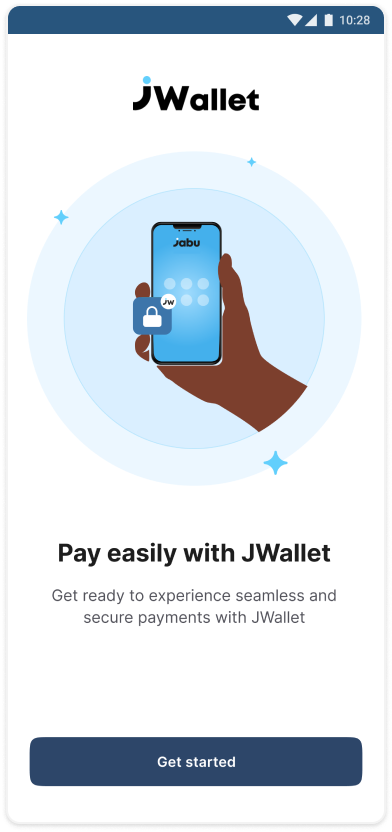 10:28
JWallet
Jabu
JW
Pay easily with JWallet
Get ready to experience seamless and
secure payments with JWallet
Get started